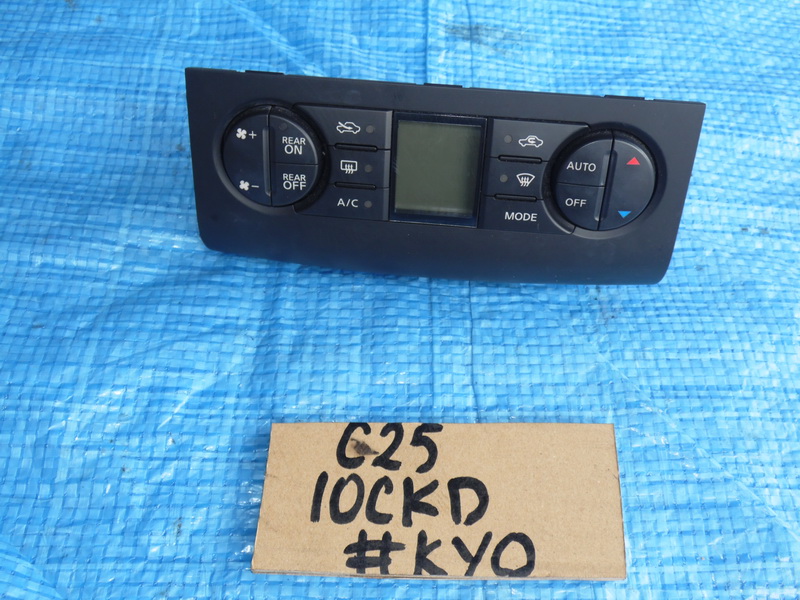 +
REAR
ON
-
REAR
OFF
A/C
MODE
AUTO
OFF
C25
10CKD
#KYO